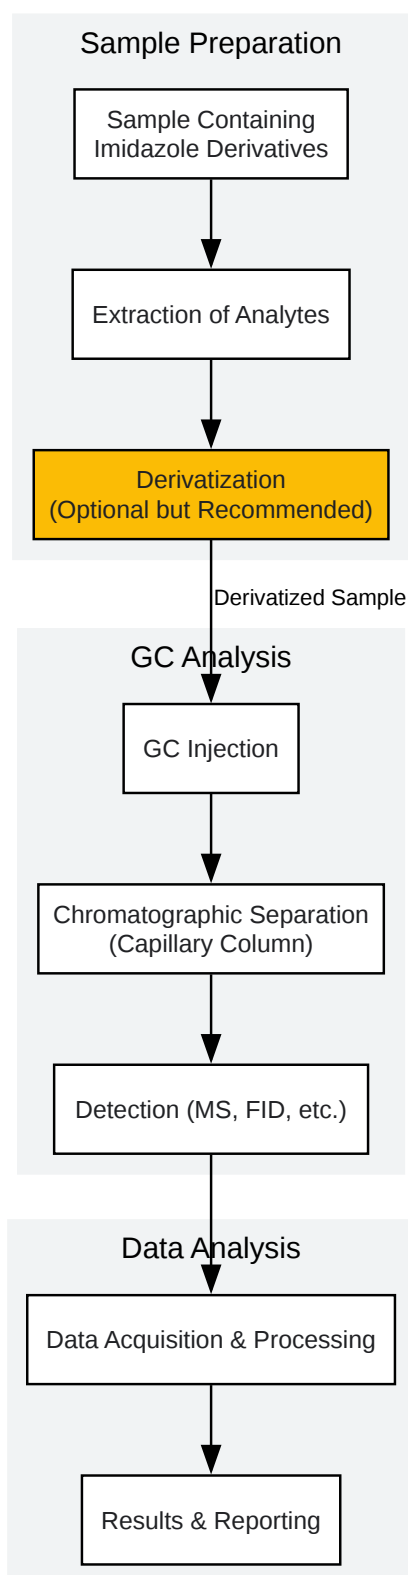 Sample Preparation
Sample Containing
Imidazole Derivatives
Extraction of Analytes
Derivatization
(Optional but Recommended)
Derivatized Sample
GC Analysis
GC Injection
Chromatographic Separation
(Capillary Column)
Detection (MS, FID, etc.)
Data Analysis
Data Acquisition & Processing
Results & Reporting